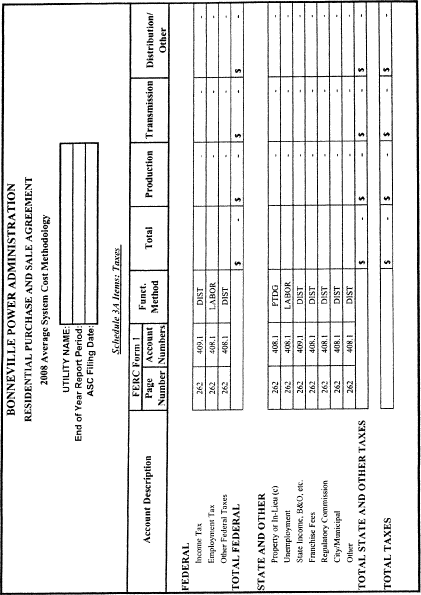 BONNEVILLE POWER ADMINISTRATION
RESIDENTIAL PURCHASE AND SALE AGREEMENT
2008 Average System Cost Methodology
UTILITY NAME:
End of Year Report Period:
ASC Filing Date:
Schedule 3A Items: Taxes
Account Description | FERC Form 1 Page Number | Account Numbers | Funct. Method | Total | Production | Transmission | Distribution/ Other
FEDERAL
Income Tax 262 409.1 DIST - - -
Employment Tax 262 408.1 LABOR - - -
Other Federal Taxes 262 408.1 DIST - - -
TOTAL FEDERAL $ - $ - $ - $ -
STATE AND OTHER
Property or In-Lieu (c) 262 408.1 PTDG - - -
Unemployment 262 408.1 LABOR - - -
State Income, B&O, etc. 262 409.1 DIST - - -
Franchise Fees 262 408.1 DIST - - -
Regulatory Commission 262 408.1 DIST - - -
City/Municipal 262 408.1 DIST - - -
Other 262 408.1 DIST - - -
TOTAL STATE AND OTHER TAXES $ - $ - $ - $ -
TOTAL TAXES $ - $ - $ - $ -